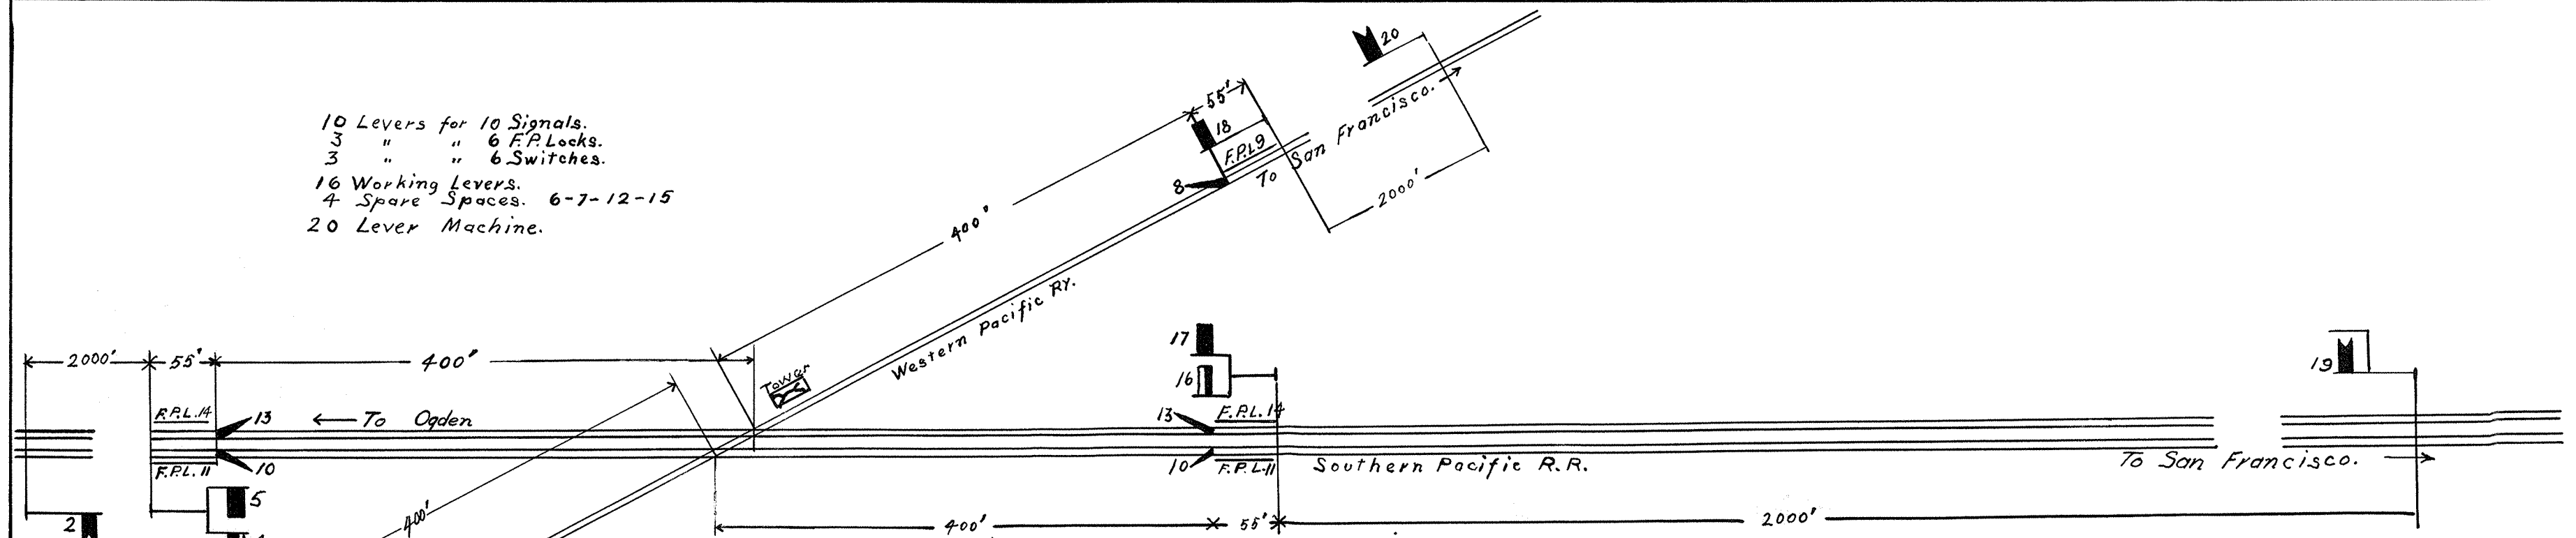 10 Levers for 10 Signals.
3 " " 6 F.P. Locks.
3 " " 6 Switches.
16 Working Levers.
4 Spare Spaces. 6-7-12-15
20 Lever Machine.
20
55'
18
F.P.L9
8
To San Francisco.
2000'
400'
Western Pacific Ry.
Tower
2000'
55'
400'
F.P.L.14
13
To Ogden
F.P.L.11
10
5
2
400'
17
16
13
F.P.L.14
10
F.P.L.11
Southern Pacific R.R.
19
To San Francisco.
400'
55'
2000'